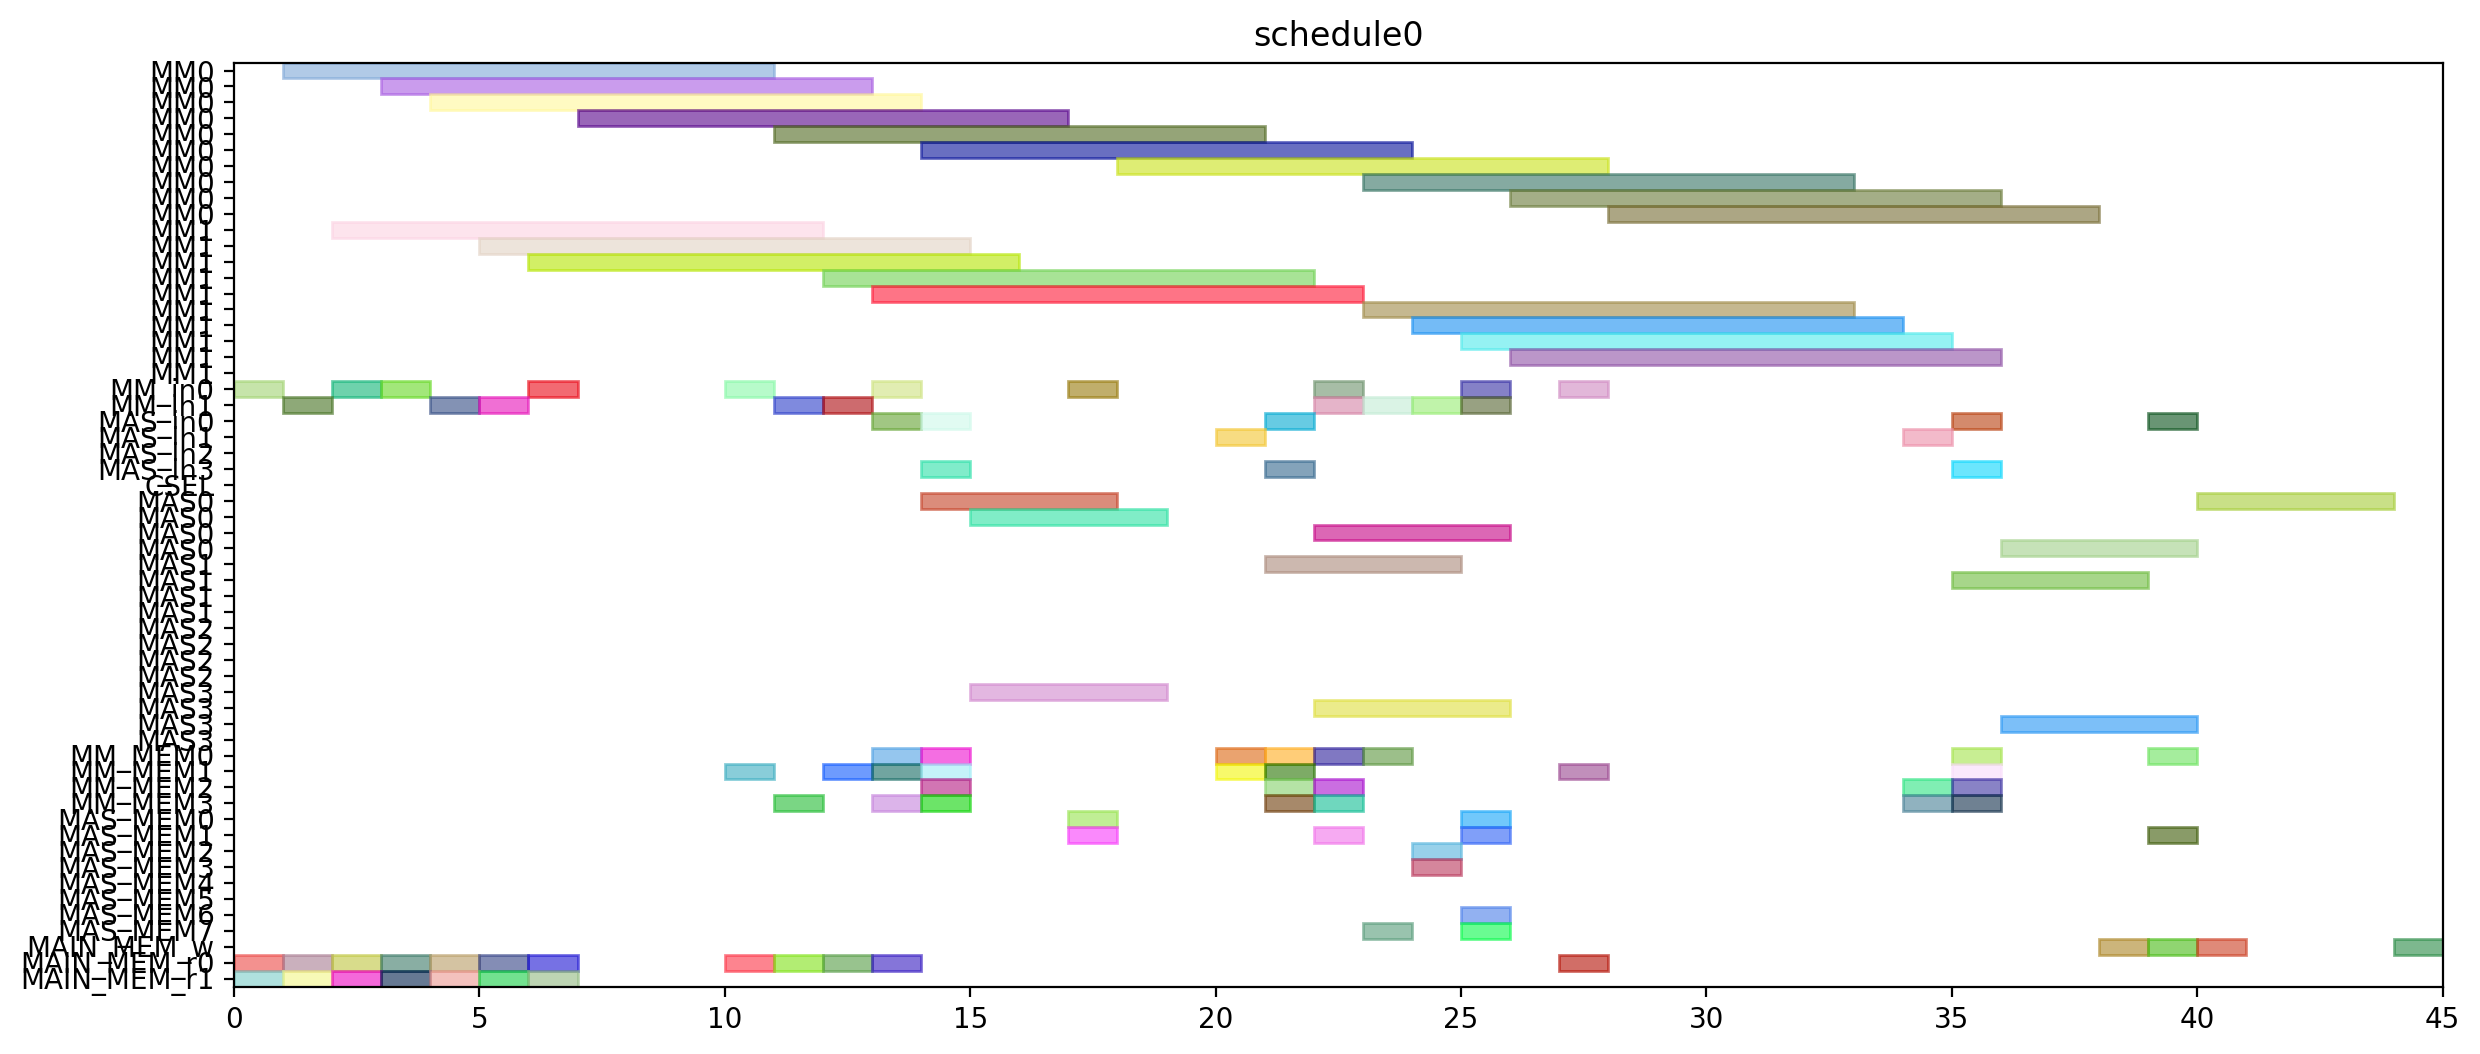 schedule0
MM0
MM0
MM0
MM0
MM0
MM0
MM0
MM0
MM0
MM0
MM1
MM1
MM1
MM1
MM1
MM1
MM1
MM1
MM1
MM1
MM_in0
MM_in1
MAS_in0
MAS_in1
MAS_in2
MAS_in3
CSEL
MAS0
MAS0
MAS0
MAS0
MAS1
MAS1
MAS1
MAS1
MAS2
MAS2
MAS2
MAS2
MAS3
MAS3
MAS3
MAS3
MM_MEM0
MM_MEM1
MM_MEM2
MM_MEM3
MAS_MEM0
MAS_MEM1
MAS_MEM2
MAS_MEM3
MAS_MEM4
MAS_MEM5
MAS_MEM6
MAS_MEM7
MAIN_MEM_w
MAIN_MEM_r0
MAIN_MEM_r1
0 5 10 15 20 25 30 35 40 45